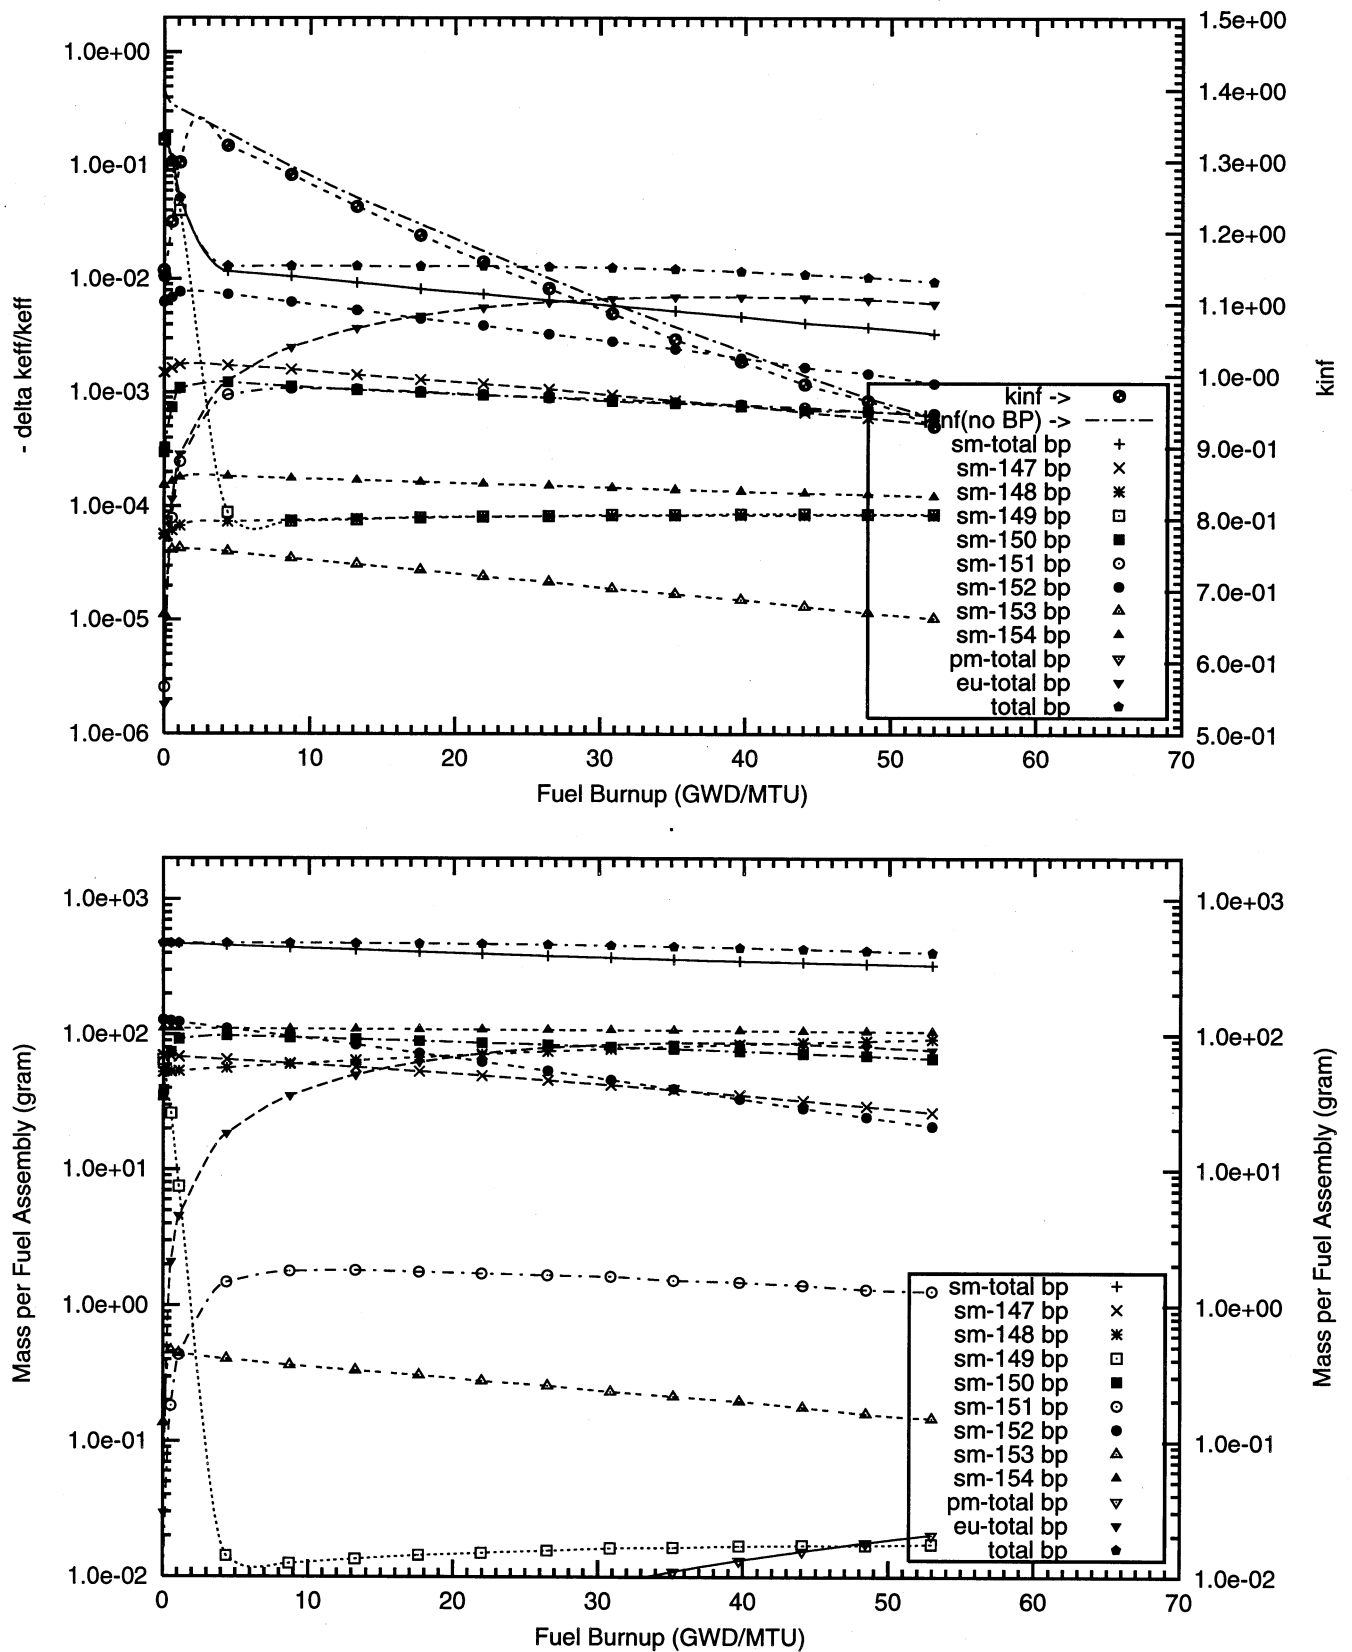 1.0e+00
1.0e-01
1.0e-02
1.0e-03
1.0e-04
1.0e-05
1.0e-06
- delta keff/keff
1.5e+00
1.4e+00
1.3e+00
1.2e+00
1.1e+00
1.0e-00
9.0e-01
8.0e-01
7.0e-01
6.0e-01
5.0e-01
kinf
kinf ->
nf(no BP) ->
sm-total bp
sm-147 bp
sm-148 bp
sm-149 bp
sm-150 bp
sm-151 bp
sm-152 bp
sm-153 bp
sm-154 bp
pm-total bp
eu-total bp
total bp
0 10 20 30 40 50 60 70
Fuel Burnup (GWD/MTU)
1.0e+03
1.0e+02
1.0e+01
1.0e+00
1.0e-01
1.0e-02
Mass per Fuel Assembly (gram)
1.0e+03
1.0e+02
1.0e+01
1.0e+00
1.0e-01
1.0e-02
Mass per Fuel Assembly (gram)
sm-total bp
sm-147 bp
sm-148 bp
sm-149 bp
sm-150 bp
sm-151 bp
sm-152 bp
sm-153 bp
sm-154 bp
pm-total bp
eu-total bp
total bp
0 10 20 30 40 50 60 70
Fuel Burnup (GWD/MTU)